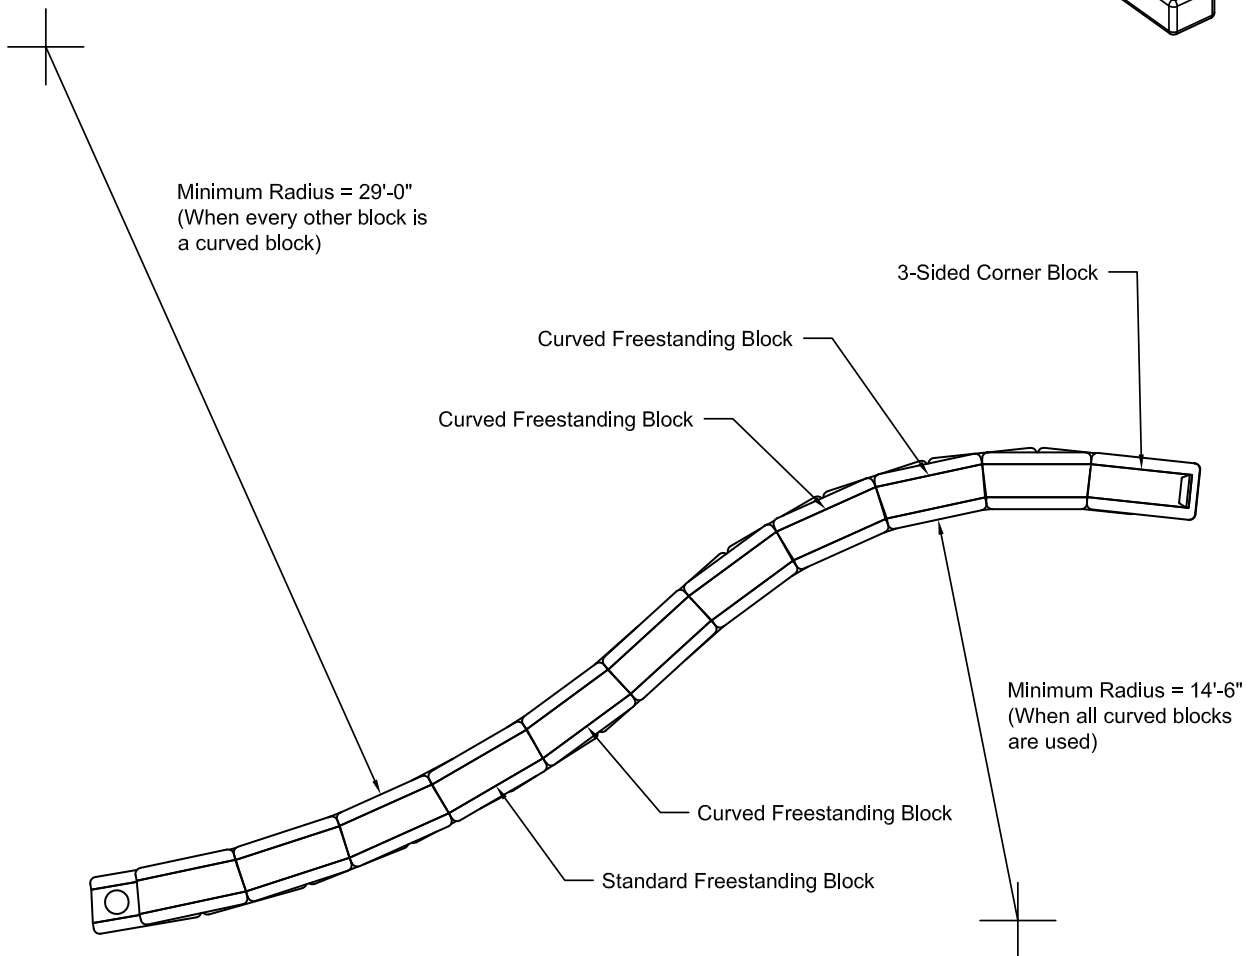 Minimum Radius = 29'-0"
(When every other block is
a curved block)
3-Sided Corner Block
Curved Freestanding Block
Curved Freestanding Block
Minimum Radius = 14'-6"
(When all curved blocks
are used)
Curved Freestanding Block
Standard Freestanding Block